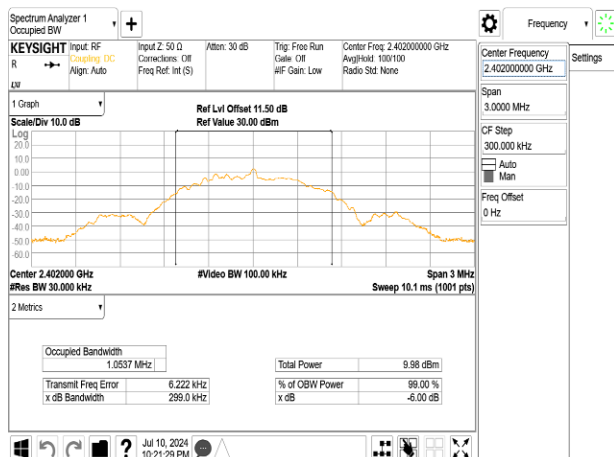 Spectrum Analyzer 1
Occupied BW
+
Frequency
KEYSIGHT Input: RF Input Z: 50 Ω Atten: 30 dB Trig: Free Run Center Freq: 2.402000000 GHz
R Coupling: DC Corrections: Off Gate: Off Avg|Hold: 100/100
Align: Auto Freq Ref: Int (S) #IF Gain: Low Radio Std: None
LXI
Center Frequency
2.402000000 GHz
Settings
Span
3.0000 MHz
CF Step
300.000 kHz
Auto
Man
Freq Offset
0 Hz
1 Graph
Ref Lvl Offset 11.50 dB
Scale/Div 10.0 dB Ref Value 30.00 dBm
Log
20.0
10.0
0.00
-10.0
-20.0
-30.0
-40.0
-50.0
-60.0
Center 2.402000 GHz #Video BW 100.00 kHz Span 3 MHz
#Res BW 30.000 kHz Sweep 10.1 ms (1001 pts)
2 Metrics
Occupied Bandwidth
1.0537 MHz
Total Power 9.98 dBm
Transmit Freq Error 6.222 kHz % of OBW Power 99.00 %
x dB Bandwidth 299.0 kHz x dB -6.00 dB
?
Jul 10, 2024
10:21:29 PM